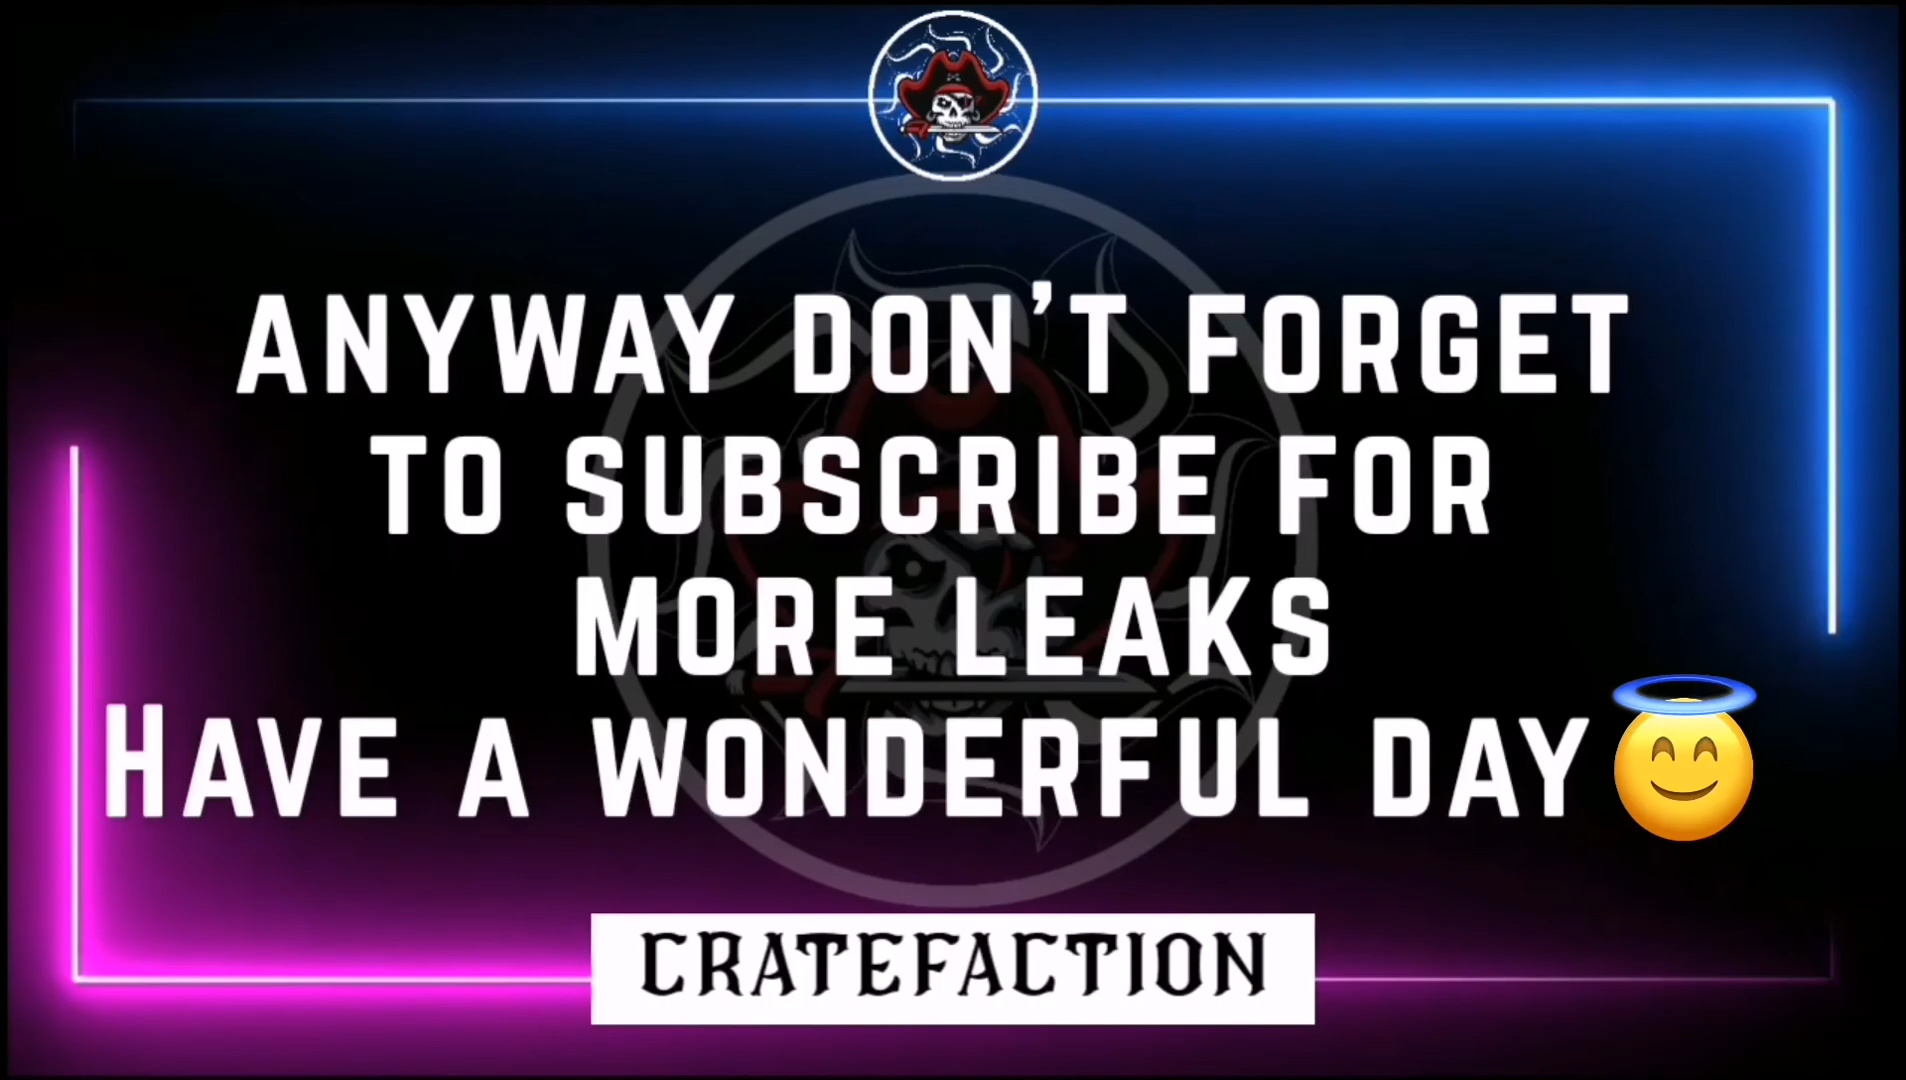 ANYWAY DON'T FORGET
TO SUBSCRIBE FOR
MORE LEAKS
HAVE A WONDERFUL DAY😇
CRATEFACTION